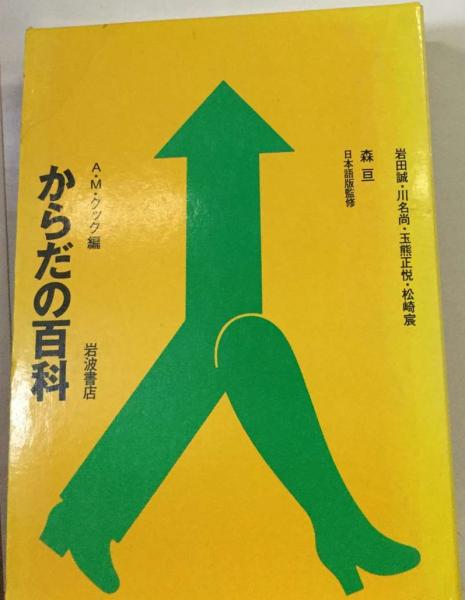 岩田誠・川名尚・玉熊正悦・松崎宸
森亘
日本語版監修
A・M・クック編
からだの百科
岩波書店